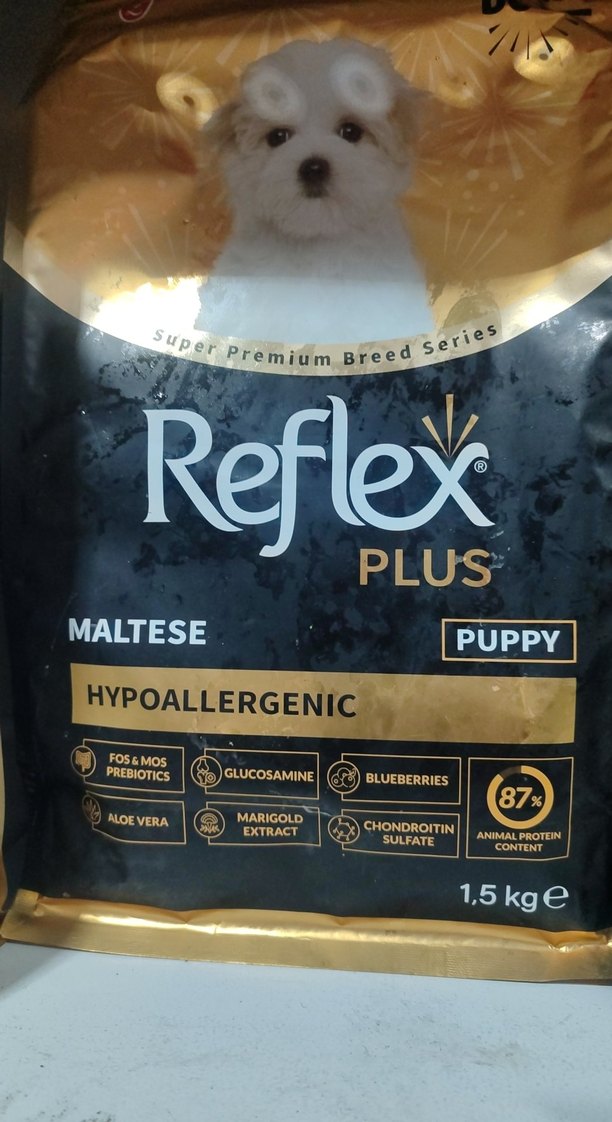 Super Premium Breed Series
Reflex®
PLUS
MALTESE
PUPPY
HYPOALLERGENIC
FOS & MOS
PREBIOTICS
GLUCOSAMINE
BLUEBERRIES
87%
ANIMAL PROTEIN
CONTENT
ALOE VERA
MARIGOLD
EXTRACT
CHONDROITIN
SULFATE
1,5 kg e